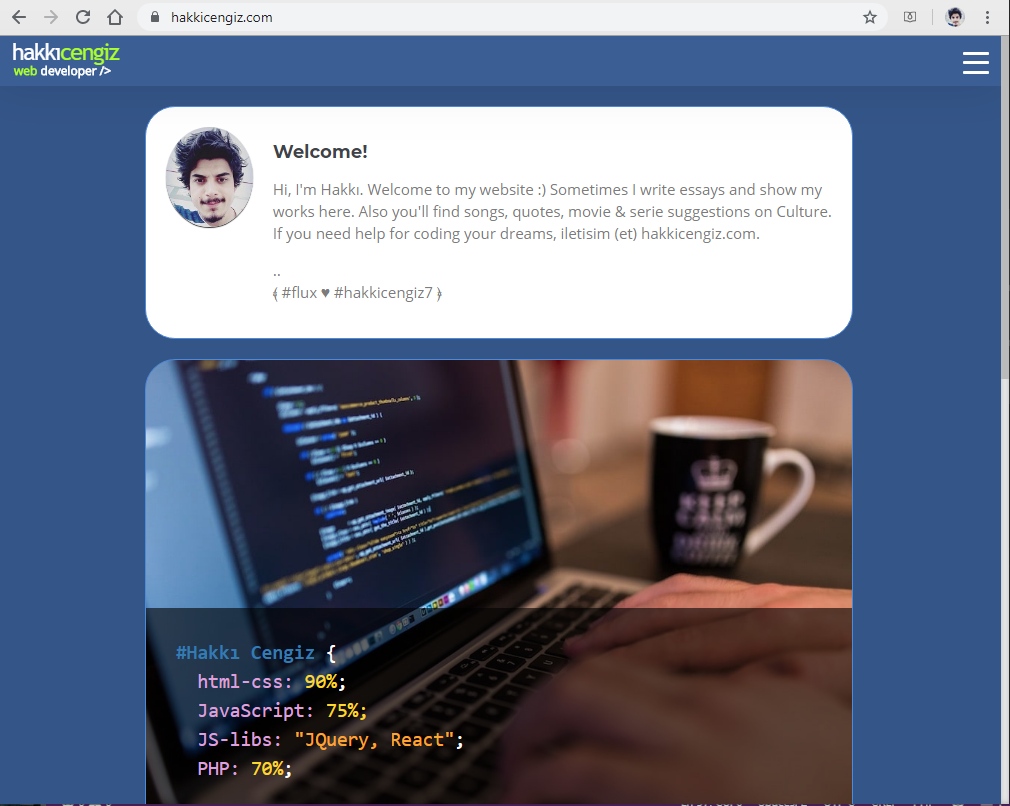 hakkicengiz.com
hakkıcengiz
web developer />
Welcome!
Hi, I'm Hakkı. Welcome to my website :) Sometimes I write essays and show my
works here. Also you'll find songs, quotes, movie & serie suggestions on Culture.
If you need help for coding your dreams, iletisim (et) hakkicengiz.com.
..
⦕ #flux ♥ #hakkicengiz7 ⦖
KEEP
CALM
#Hakkı Cengiz {
html-css: 90%;
JavaScript: 75%;
JS-libs: "JQuery, React";
PHP: 70%;